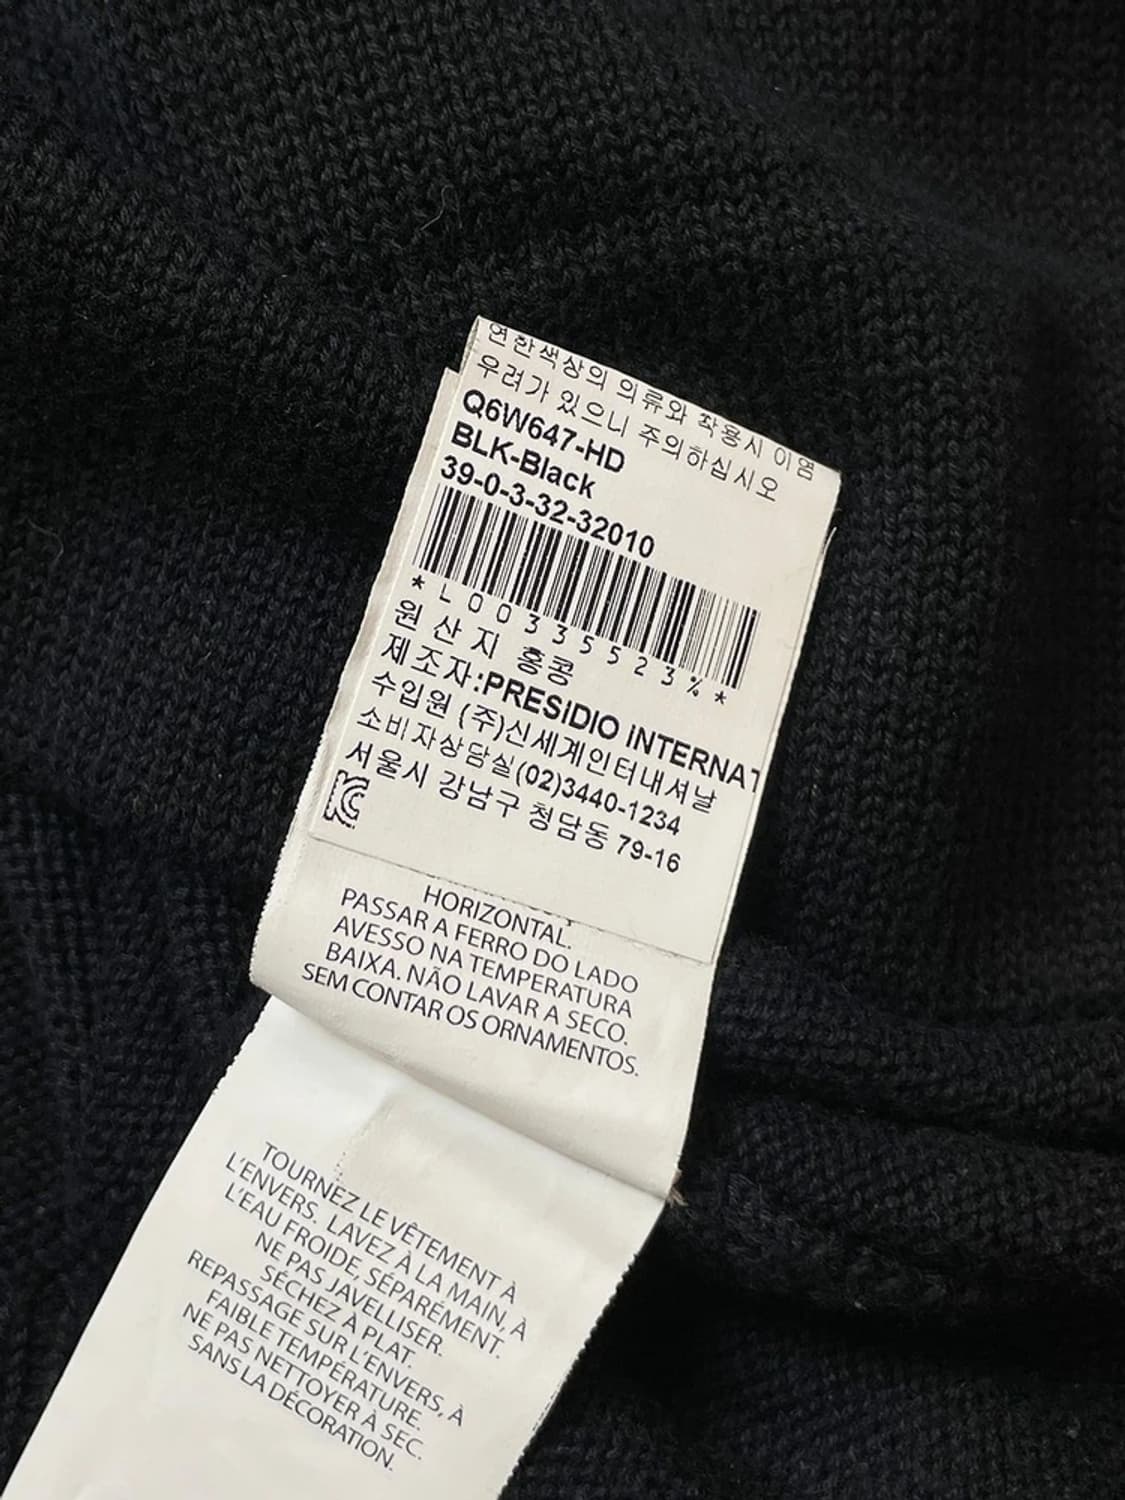 연한색상의 의류와 착용시 이염
우려가 있으니 주의하십시오
Q6W647-HD
BLK-Black
39-0-3-32-32010
*L00335523%*
원산지 홍콩
제조자:PRESIDIO INTERNAT
수입원 (주)신세계인터내셔날
소비자상담실(02)3440-1234
서울시 강남구 청담동 79-16
HORIZONTAL.
PASSAR A FERRO DO LADO
AVESSO NA TEMPERATURA
BAIXA. NÃO LAVAR A SECO.
SEM CONTAR OS ORNAMENTOS.
TOURNEZ LE VÊTEMENT À
L'ENVERS. LAVEZ À LA MAIN, À
L'EAU FROIDE, SÉPARÉMENT.
NE PAS JAVELLISER.
SÉCHEZ À PLAT.
REPASSAGE SUR L'ENVERS, À
FAIBLE TEMPÉRATURE.
NE PAS NETTOYER À SEC.
SANS LA DÉCORATION.